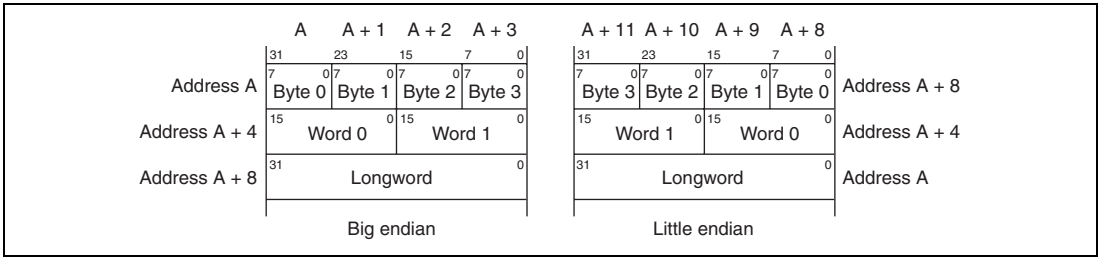 A A + 1 A + 2 A + 3 A + 11 A + 10 A + 9 A + 8
31 23 15 7 0 31 23 15 7 0
7 0 7 0 7 0 7 0 7 0 7 0 7 0 7 0
Address A Byte 0 Byte 1 Byte 2 Byte 3 Byte 3 Byte 2 Byte 1 Byte 0 Address A + 8
15 0 15 0 15 0 15 0
Address A + 4 Word 0 Word 1 Word 1 Word 0 Address A + 4
31 0 31 0
Address A + 8 Longword Longword Address A
Big endian Little endian